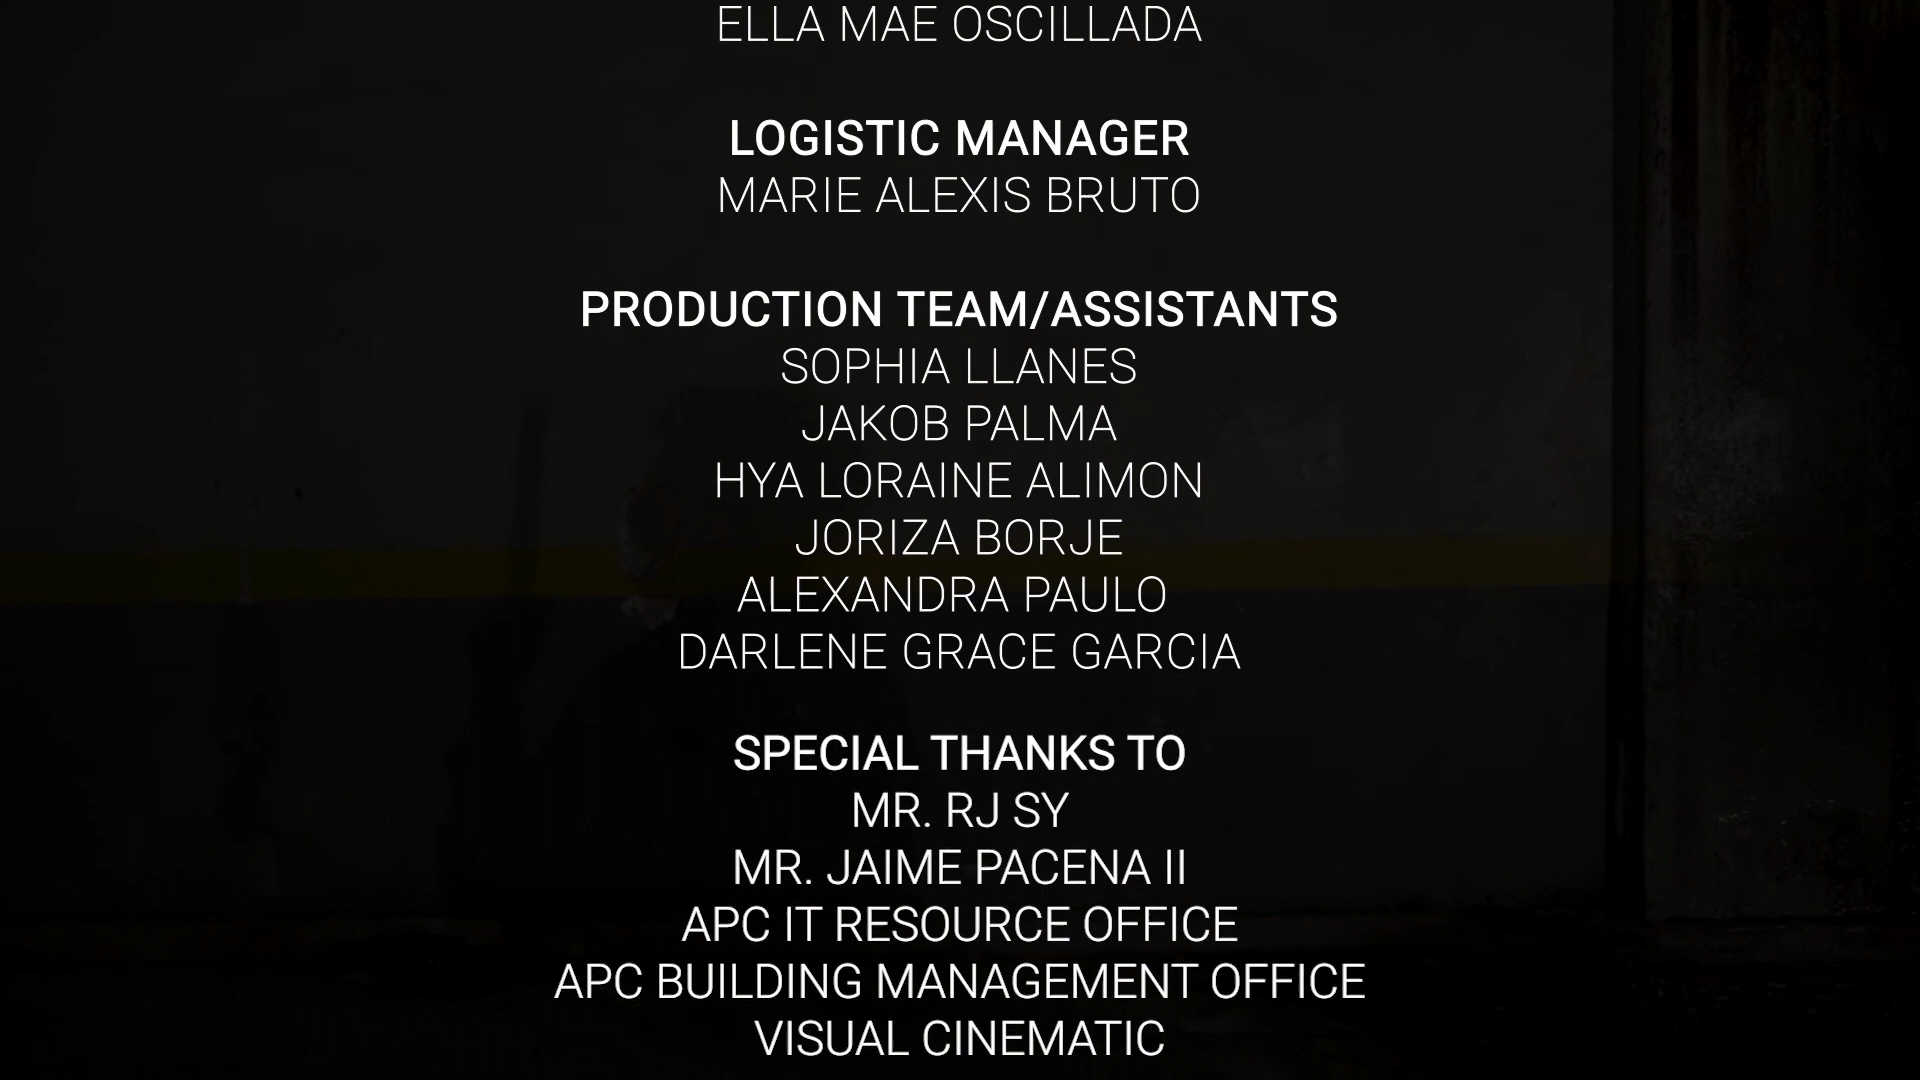 ELLA MAE OSCILLADA
LOGISTIC MANAGER
MARIE ALEXIS BRUTO
PRODUCTION TEAM/ASSISTANTS
SOPHIA LLANES
JAKOB PALMA
HYA LORAINE ALIMON
JORIZA BORJE
ALEXANDRA PAULO
DARLENE GRACE GARCIA
SPECIAL THANKS TO
MR. RJ SY
MR. JAIME PACENA II
APC IT RESOURCE OFFICE
APC BUILDING MANAGEMENT OFFICE
VISUAL CINEMATIC